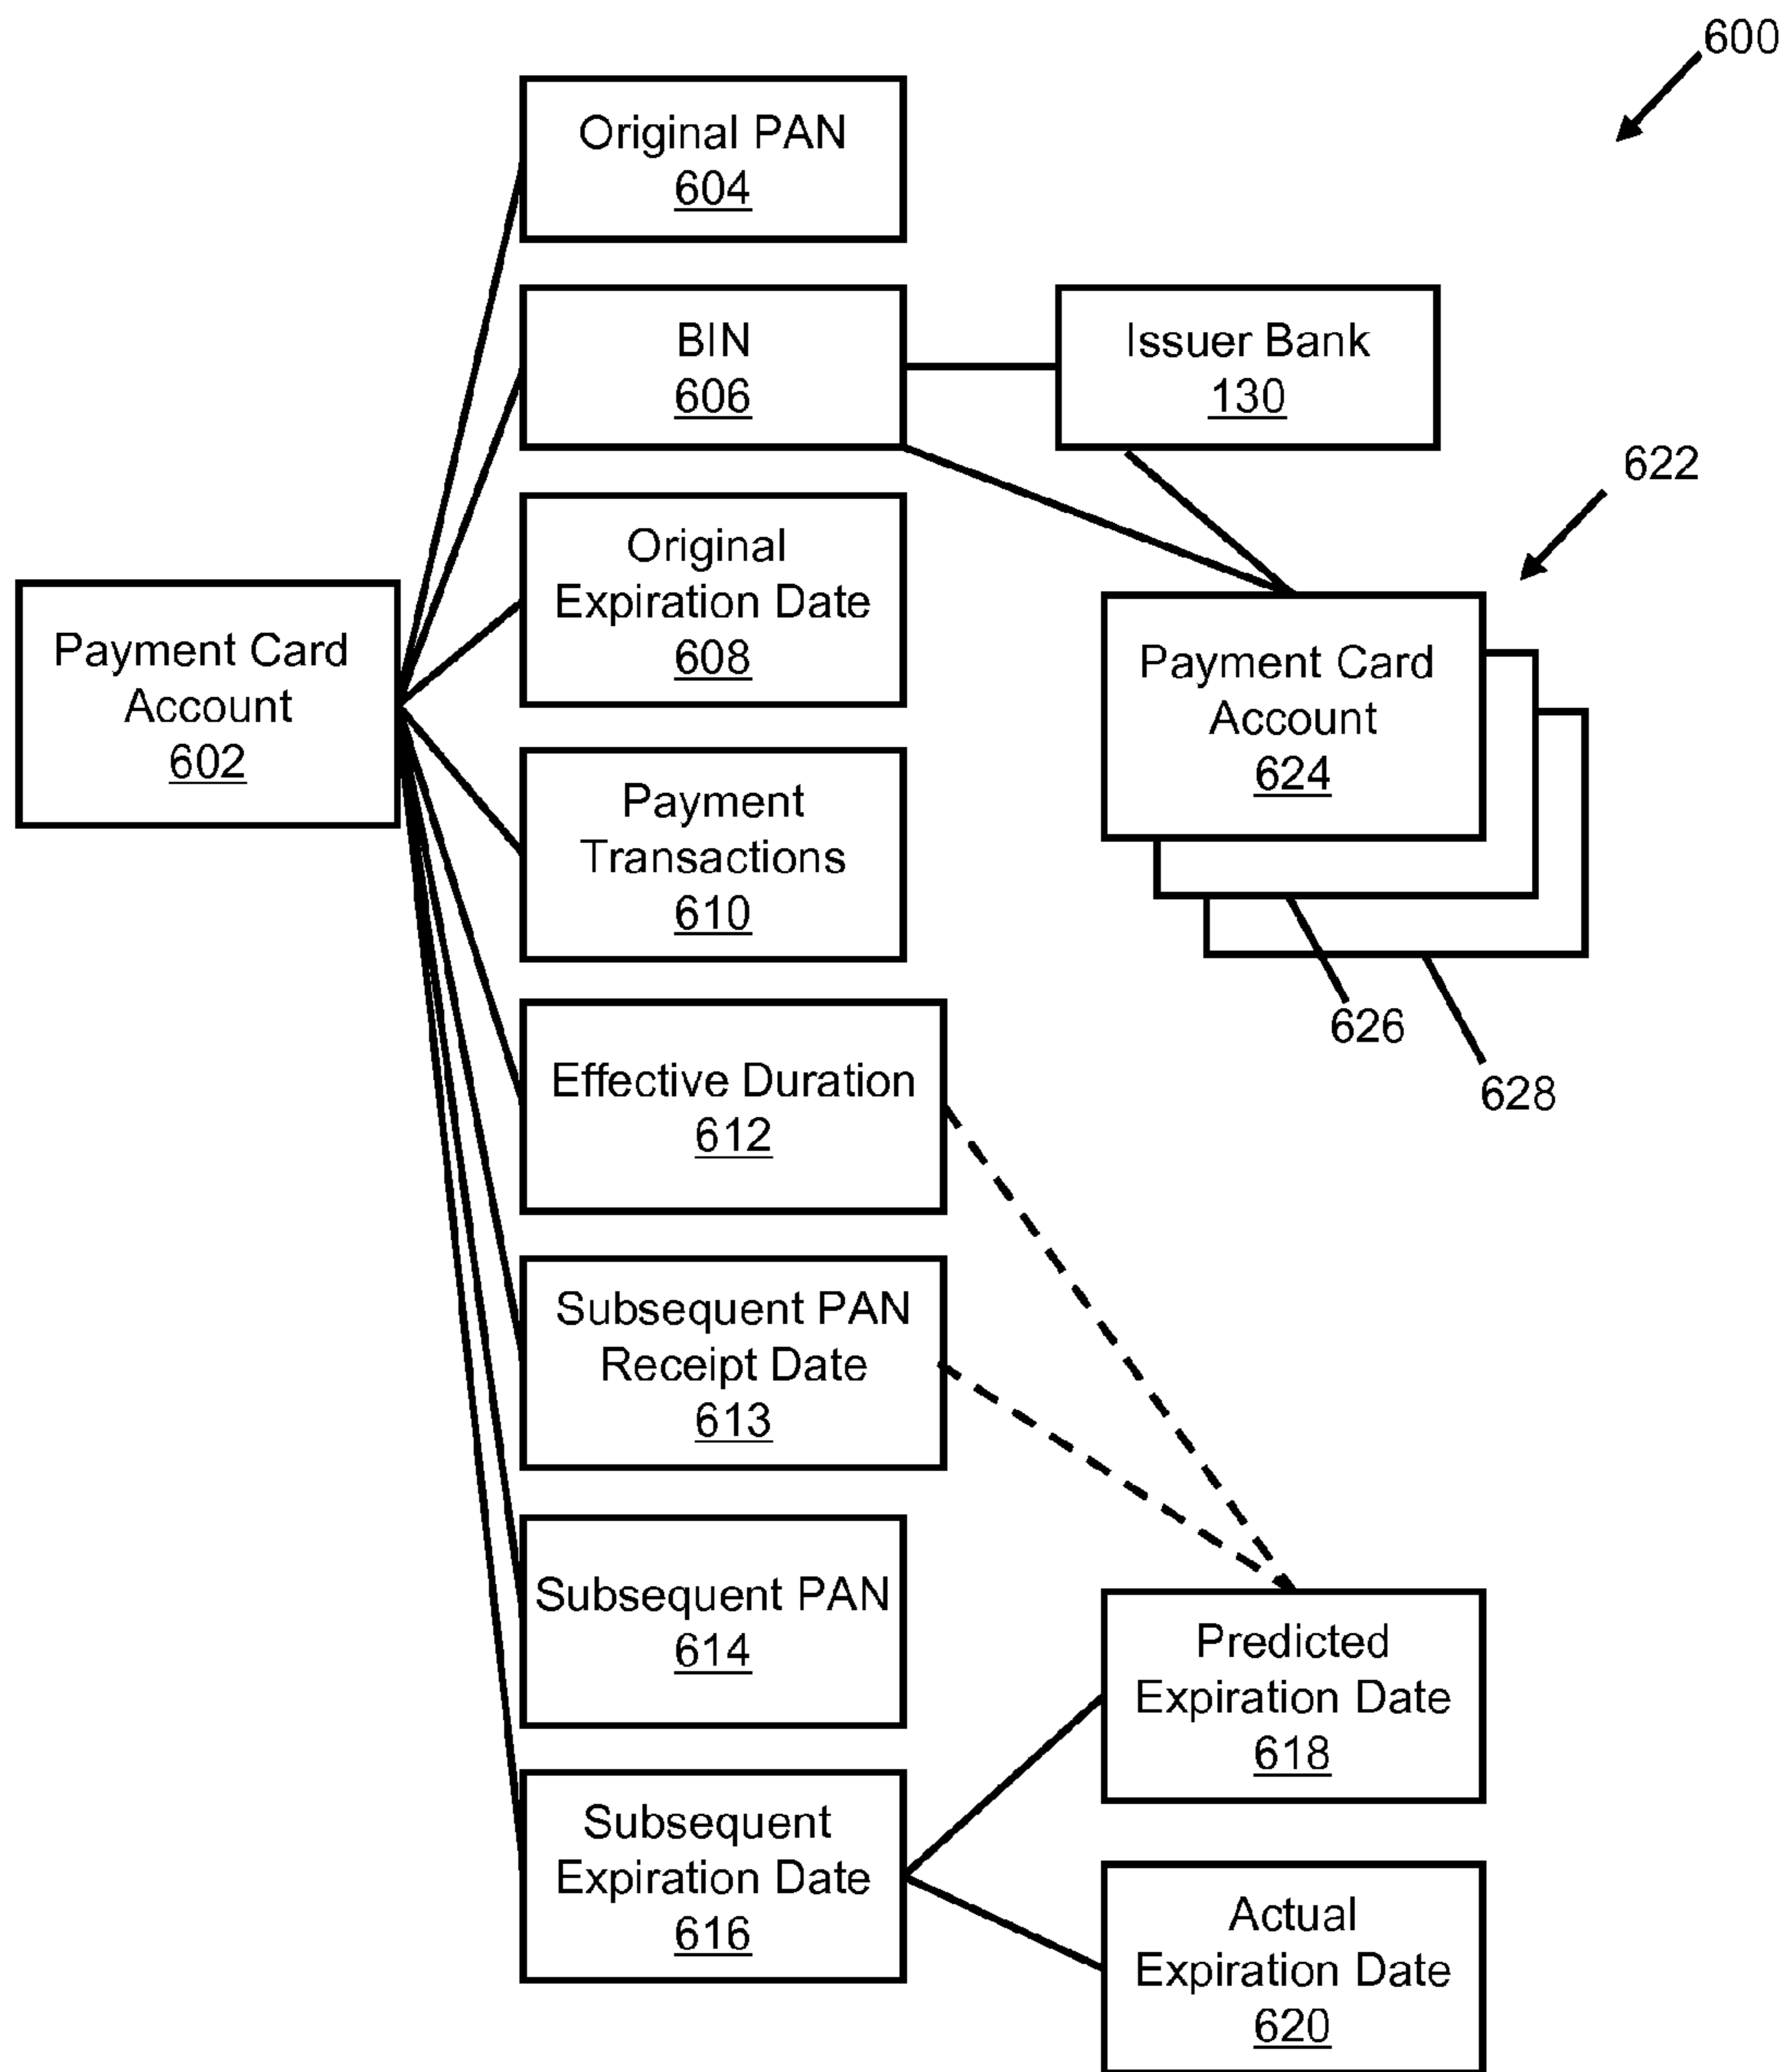 600
Original PAN
604
BIN
606
Issuer Bank
130
622
Original
Expiration Date
608
Payment Card
Account
602
Payment Card
Account
624
Payment
Transactions
610
626
628
Effective Duration
612
Subsequent PAN
Receipt Date
613
Subsequent PAN
614
Predicted
Expiration Date
618
Subsequent
Expiration Date
616
Actual
Expiration Date
620